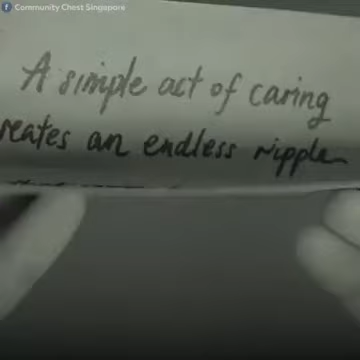 Community Chest Singapore
A simple act of caring
reates an endless ripple